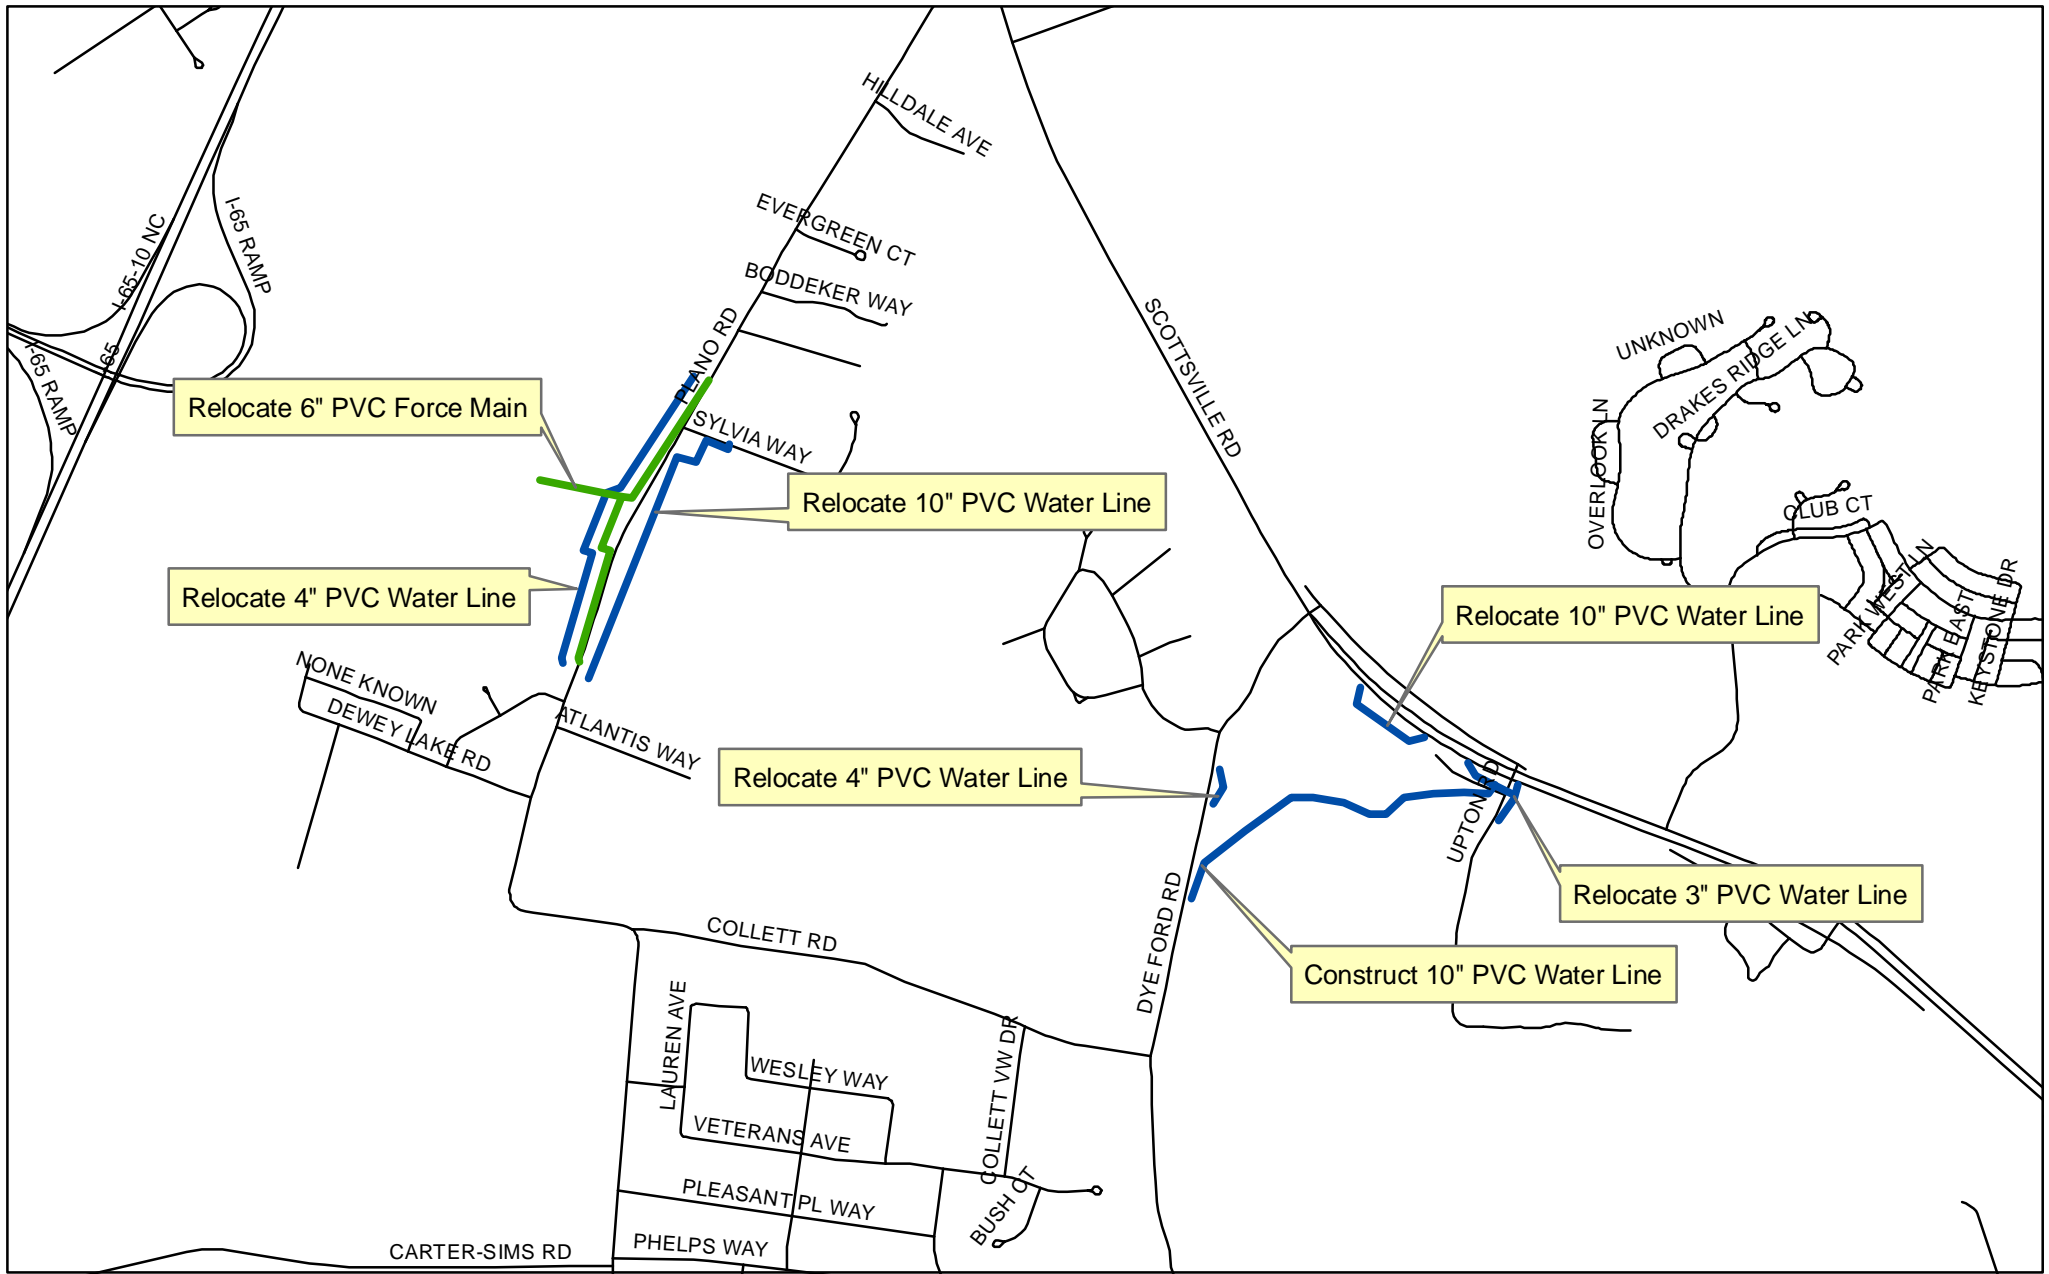 HILLDALE AVE
EVERGREEN CT
BODDEKER WAY
I-65-10 NC
I-65 RAMP
I-65
I-65 RAMP
PLANO RD
SCOTTSVILLE RD
UNKNOWN
DRAKES RIDGE LN
OVERLOOK LN
Relocate 6" PVC Force Main
SYLVIA WAY
Relocate 10" PVC Water Line
CLUB CT
PARK WEST LN
PARK EAST
KEYSTONE DR
Relocate 4" PVC Water Line
Relocate 10" PVC Water Line
NONE KNOWN
DEWEY LAKE RD
ATLANTIS WAY
Relocate 4" PVC Water Line
UPTON RD
Relocate 3" PVC Water Line
COLLETT RD
DYE FORD RD
Construct 10" PVC Water Line
LAUREN AVE
WESLEY WAY
COLLETT VW DR
VETERANS AVE
PLEASANT PL WAY
BUSH CT
CARTER-SIMS RD
PHELPS WAY